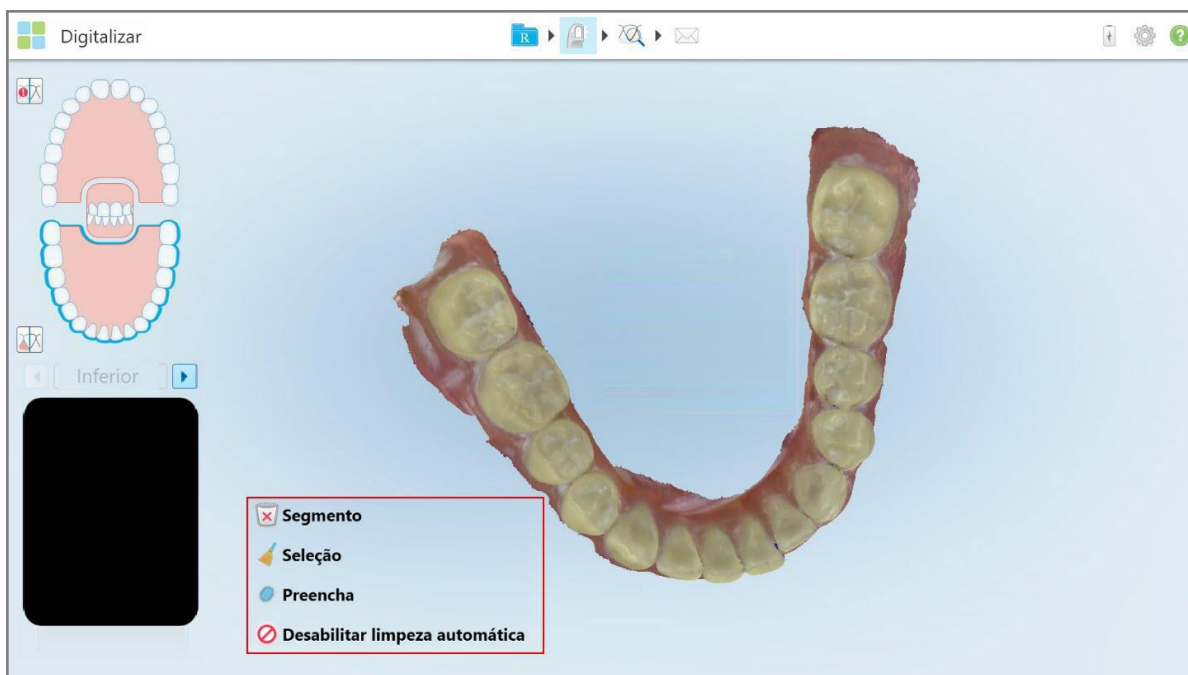 Digitalizar
R
?
Inferior
Segmento
Seleção
Preencha
Desabilitar limpeza automática